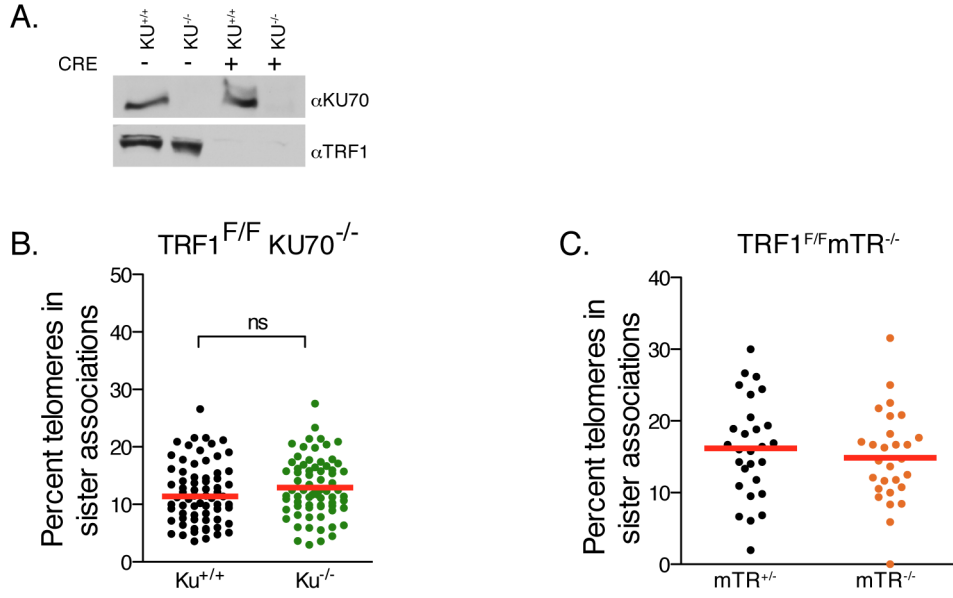 A.
KU+/+ KU-/- KU+/+ KU-/-
CRE - - + +
αKU70
αTRF1
B.
TRF1F/F KU70-/-
Percent telomeres in
sister associations
50
40
30
20
10
0
ns
Ku+/+ Ku-/-
C.
TRF1F/FmTR-/-
Percent telomeres in
sister associations
40
30
20
10
0
mTR+/- mTR-/-